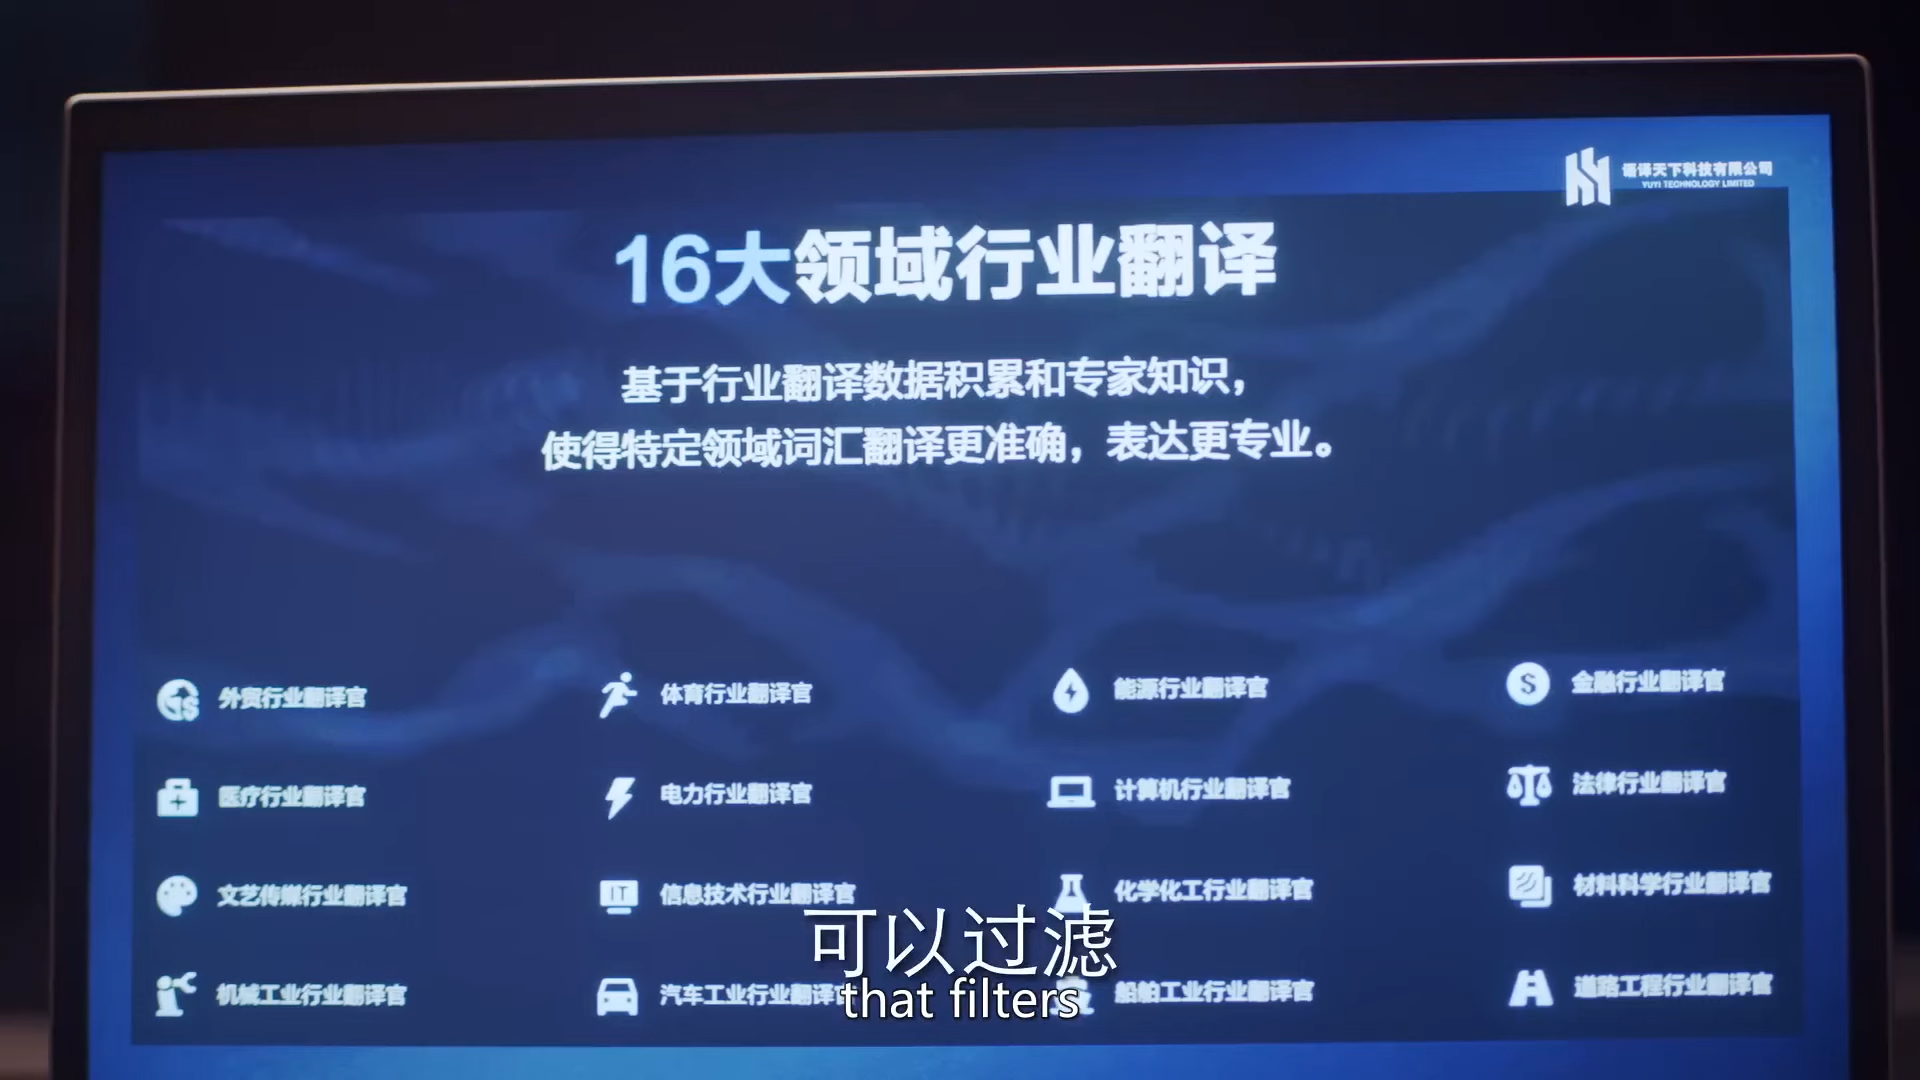 语译天下科技有限公司
YUYI TECHNOLOGY LIMITED
16大领域行业翻译
基于行业翻译数据积累和专家知识，
使得特定领域词汇翻译更准确，表达更专业。
外贸行业翻译官
体育行业翻译官
能源行业翻译官
金融行业翻译官
医疗行业翻译官
电力行业翻译官
计算机行业翻译官
法律行业翻译官
文艺传媒行业翻译官
IT
信息技术行业翻译官
化学化工行业翻译官
材料科学行业翻译官
机械工业行业翻译官
汽车工业行业翻译官
船舶工业行业翻译官
道路工程行业翻译官
可以过滤
that filters